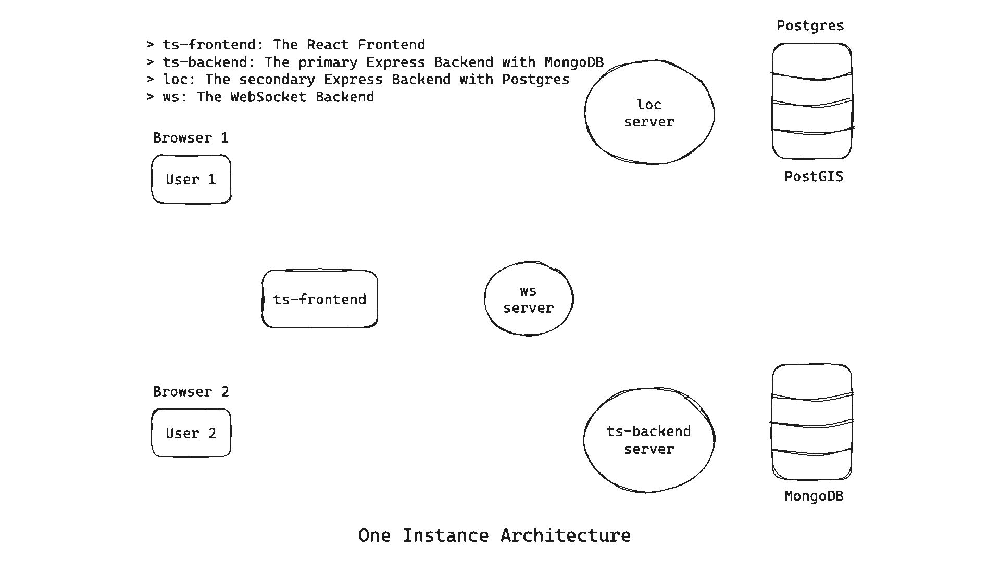 Postgres
> ts-frontend: The React Frontend
> ts-backend: The primary Express Backend with MongoDB
> loc: The secondary Express Backend with Postgres
> ws: The WebSocket Backend
loc
server
Browser 1
User 1
PostGIS
ts-frontend
ws
server
Browser 2
User 2
ts-backend
server
MongoDB
One Instance Architecture